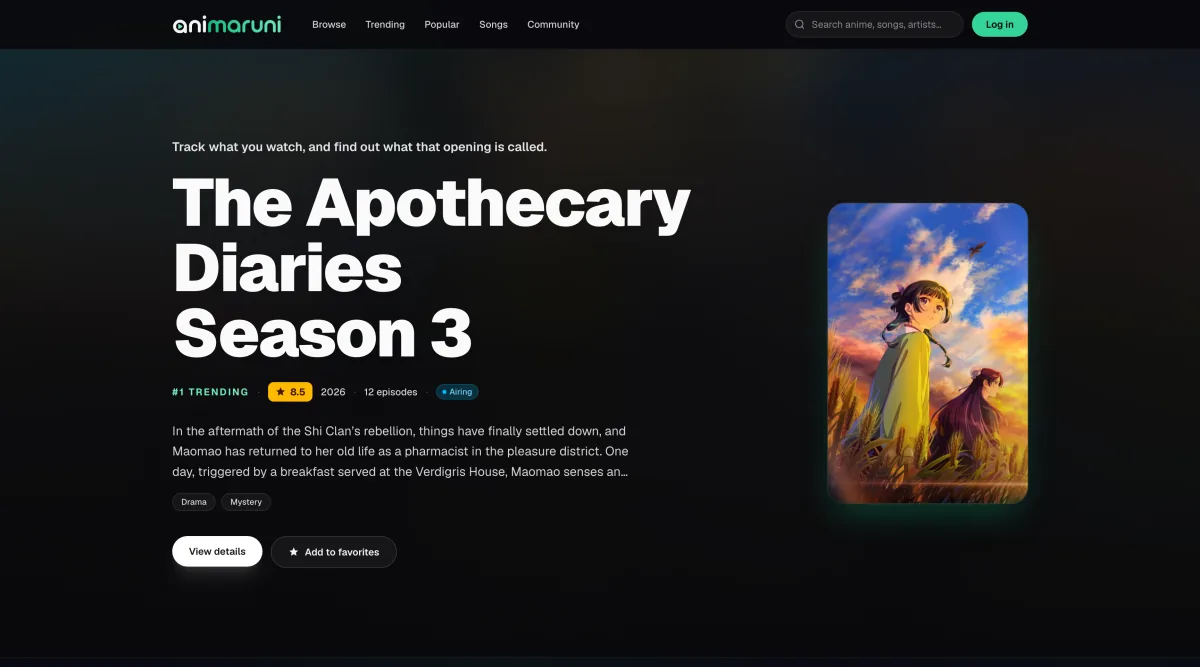 animaruni
Browse
Trending
Popular
Songs
Community
Search anime, songs, artists...
Log in
Track what you watch, and find out what that opening is called.
The Apothecary
Diaries
Season 3
#1 TRENDING · ★ 8.5 2026 · 12 episodes · Airing
In the aftermath of the Shi Clan's rebellion, things have finally settled down, and
Maomao has returned to her old life as a pharmacist in the pleasure district. One
day, triggered by a breakfast served at the Verdigris House, Maomao senses an...
Drama
Mystery
View details
★ Add to favorites